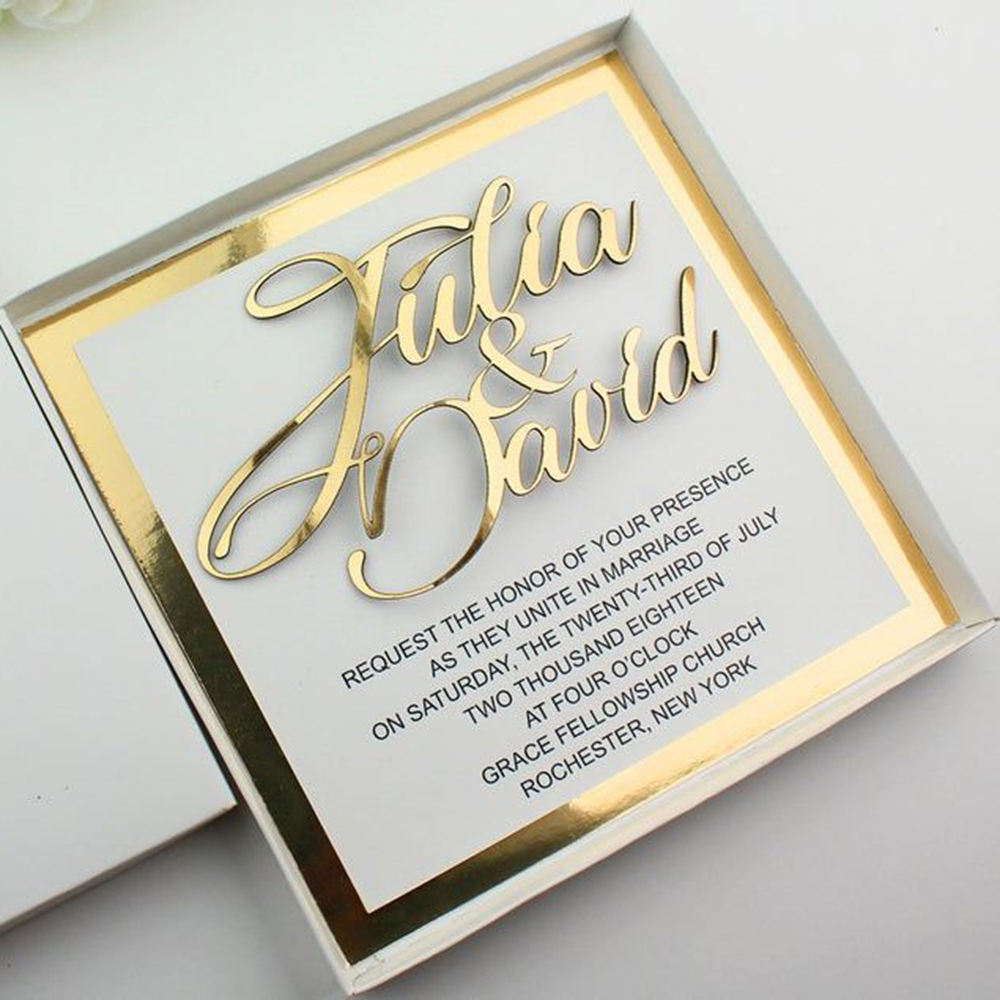 Julia
&
David
REQUEST THE HONOR OF YOUR PRESENCE
AS THEY UNITE IN MARRIAGE
ON SATURDAY, THE TWENTY-THIRD OF JULY
TWO THOUSAND EIGHTEEN
AT FOUR O'CLOCK
GRACE FELLOWSHIP CHURCH
ROCHESTER, NEW YORK